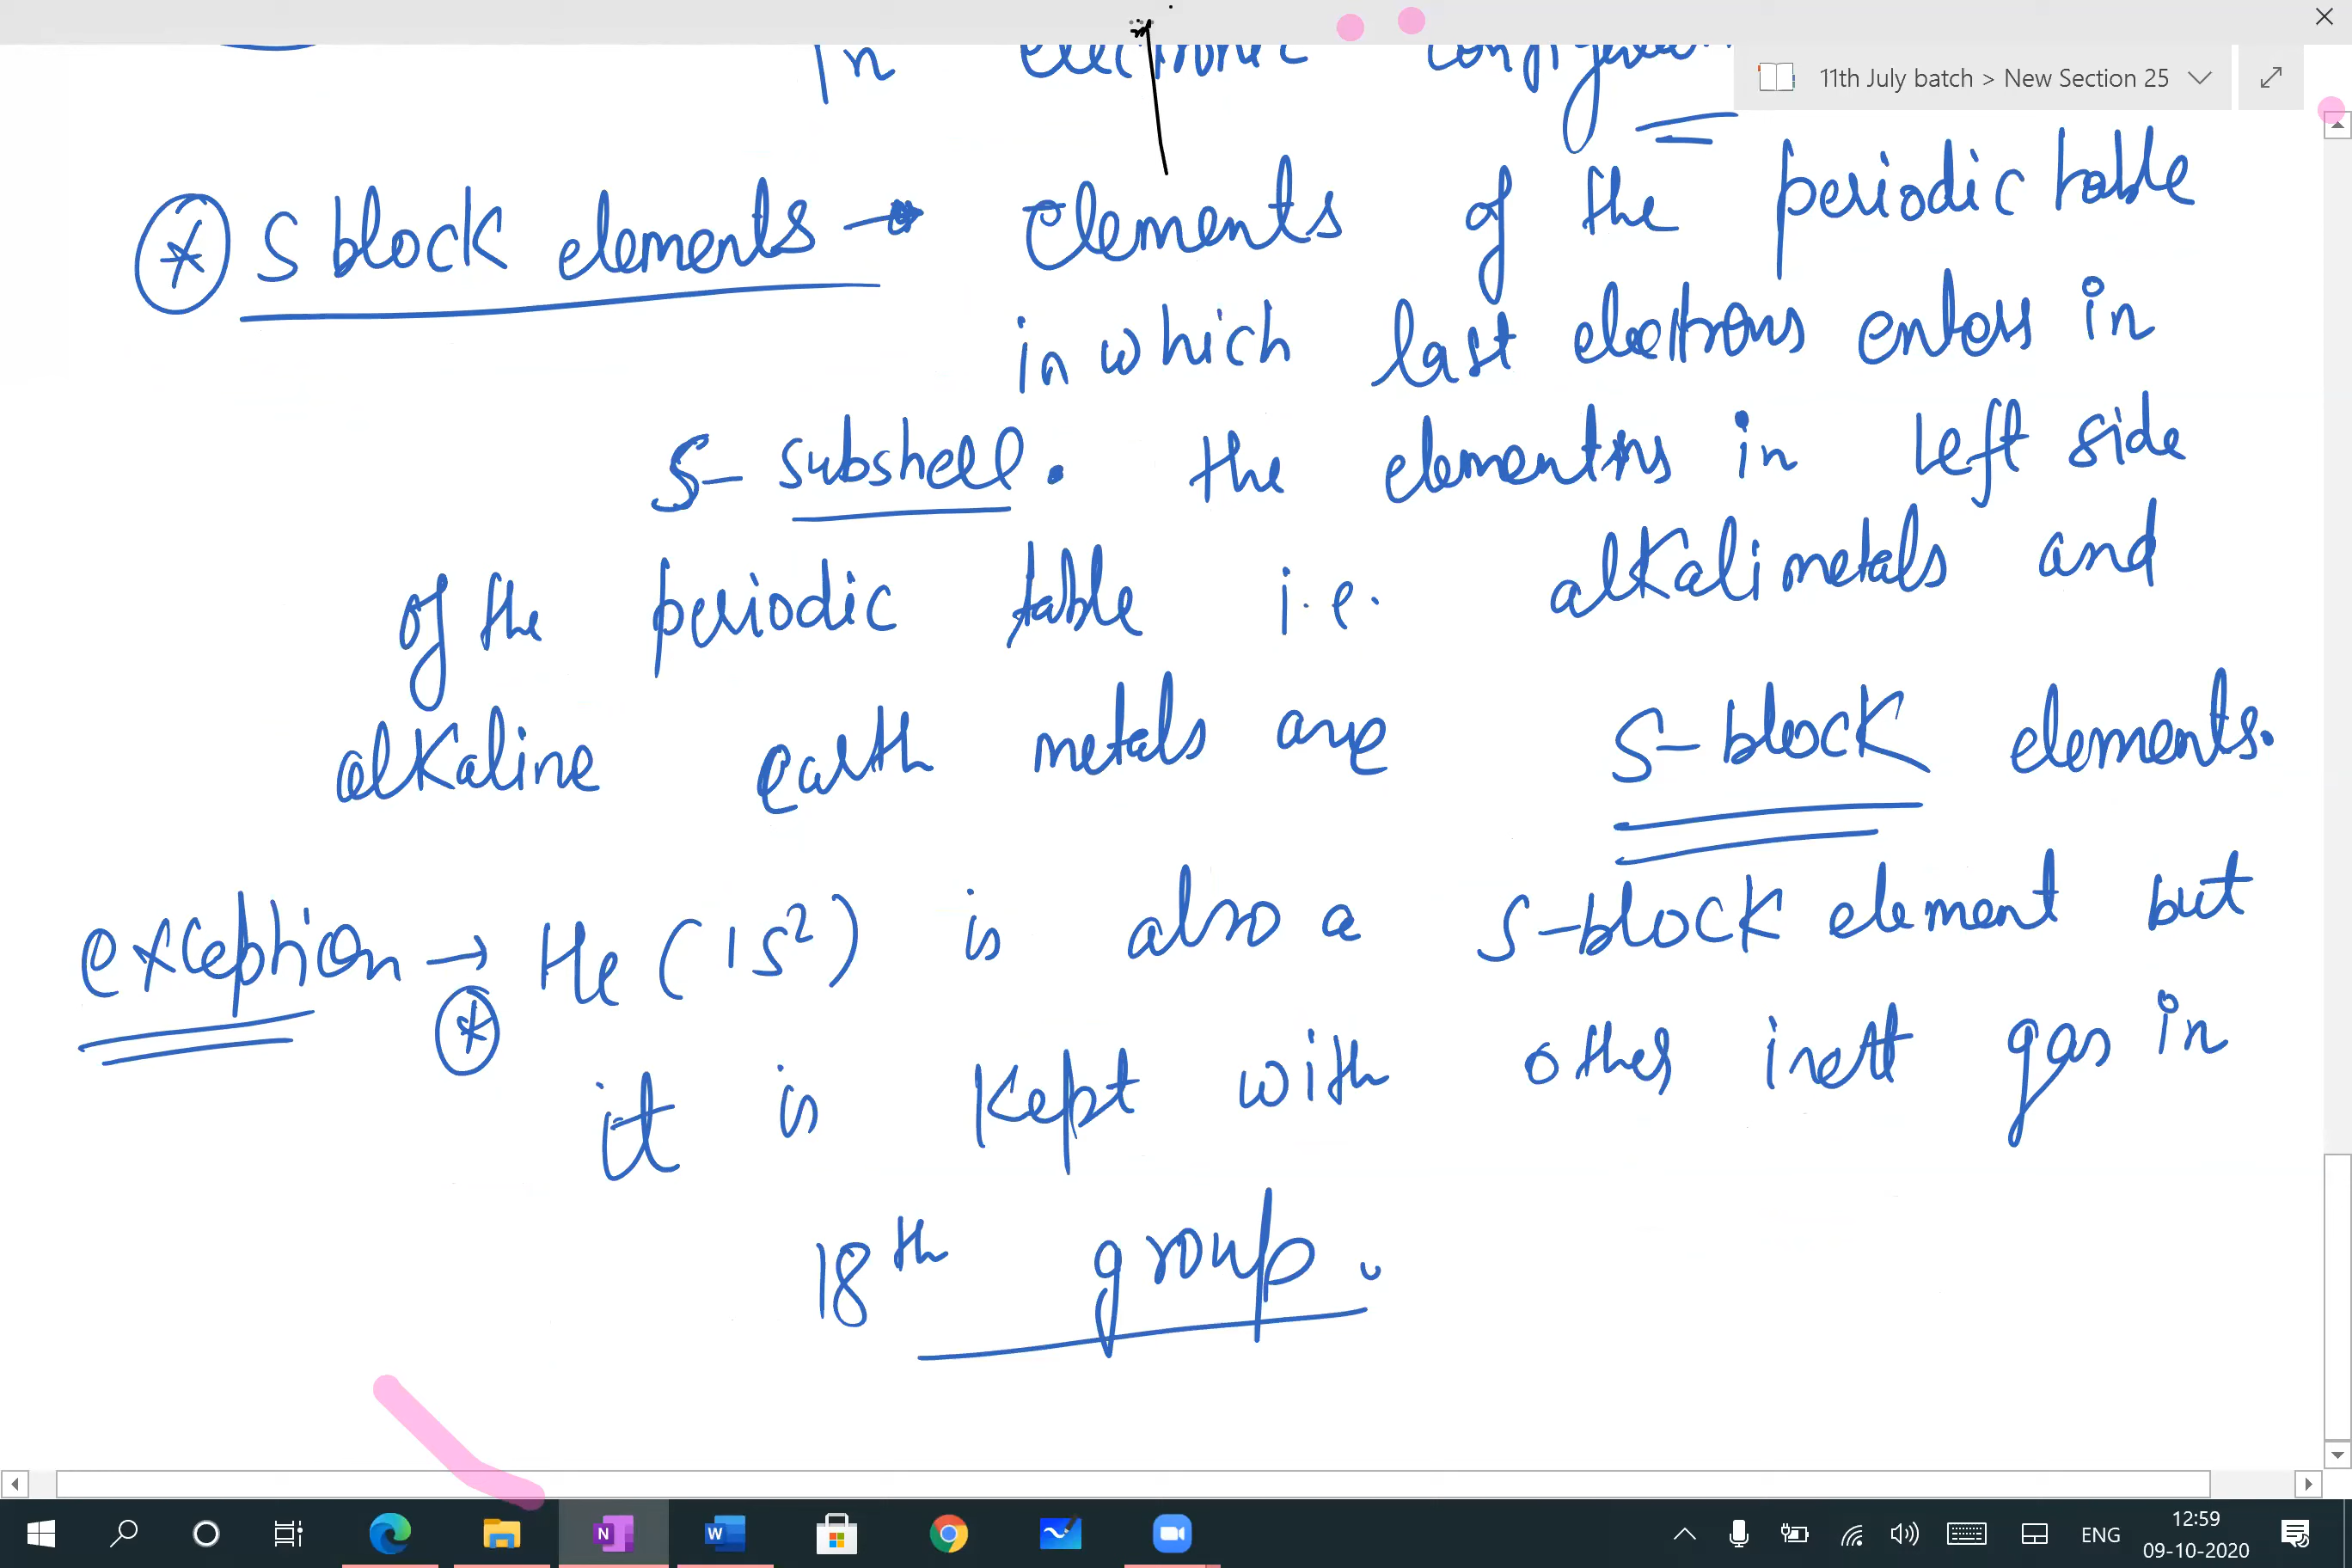 in electronic
11th July batch > New Section 25
* S block elements → elements of the periodic table
in which last electrons enters in
S- subshell. the elements in left side
of the periodic table i.e. alkali metals and
alkaline earth metals are S-block elements.
exception → He (1S²) is also a S-block element but
*
it is kept with other inert gas in
18th group.
ENG
12:59
09-10-2020